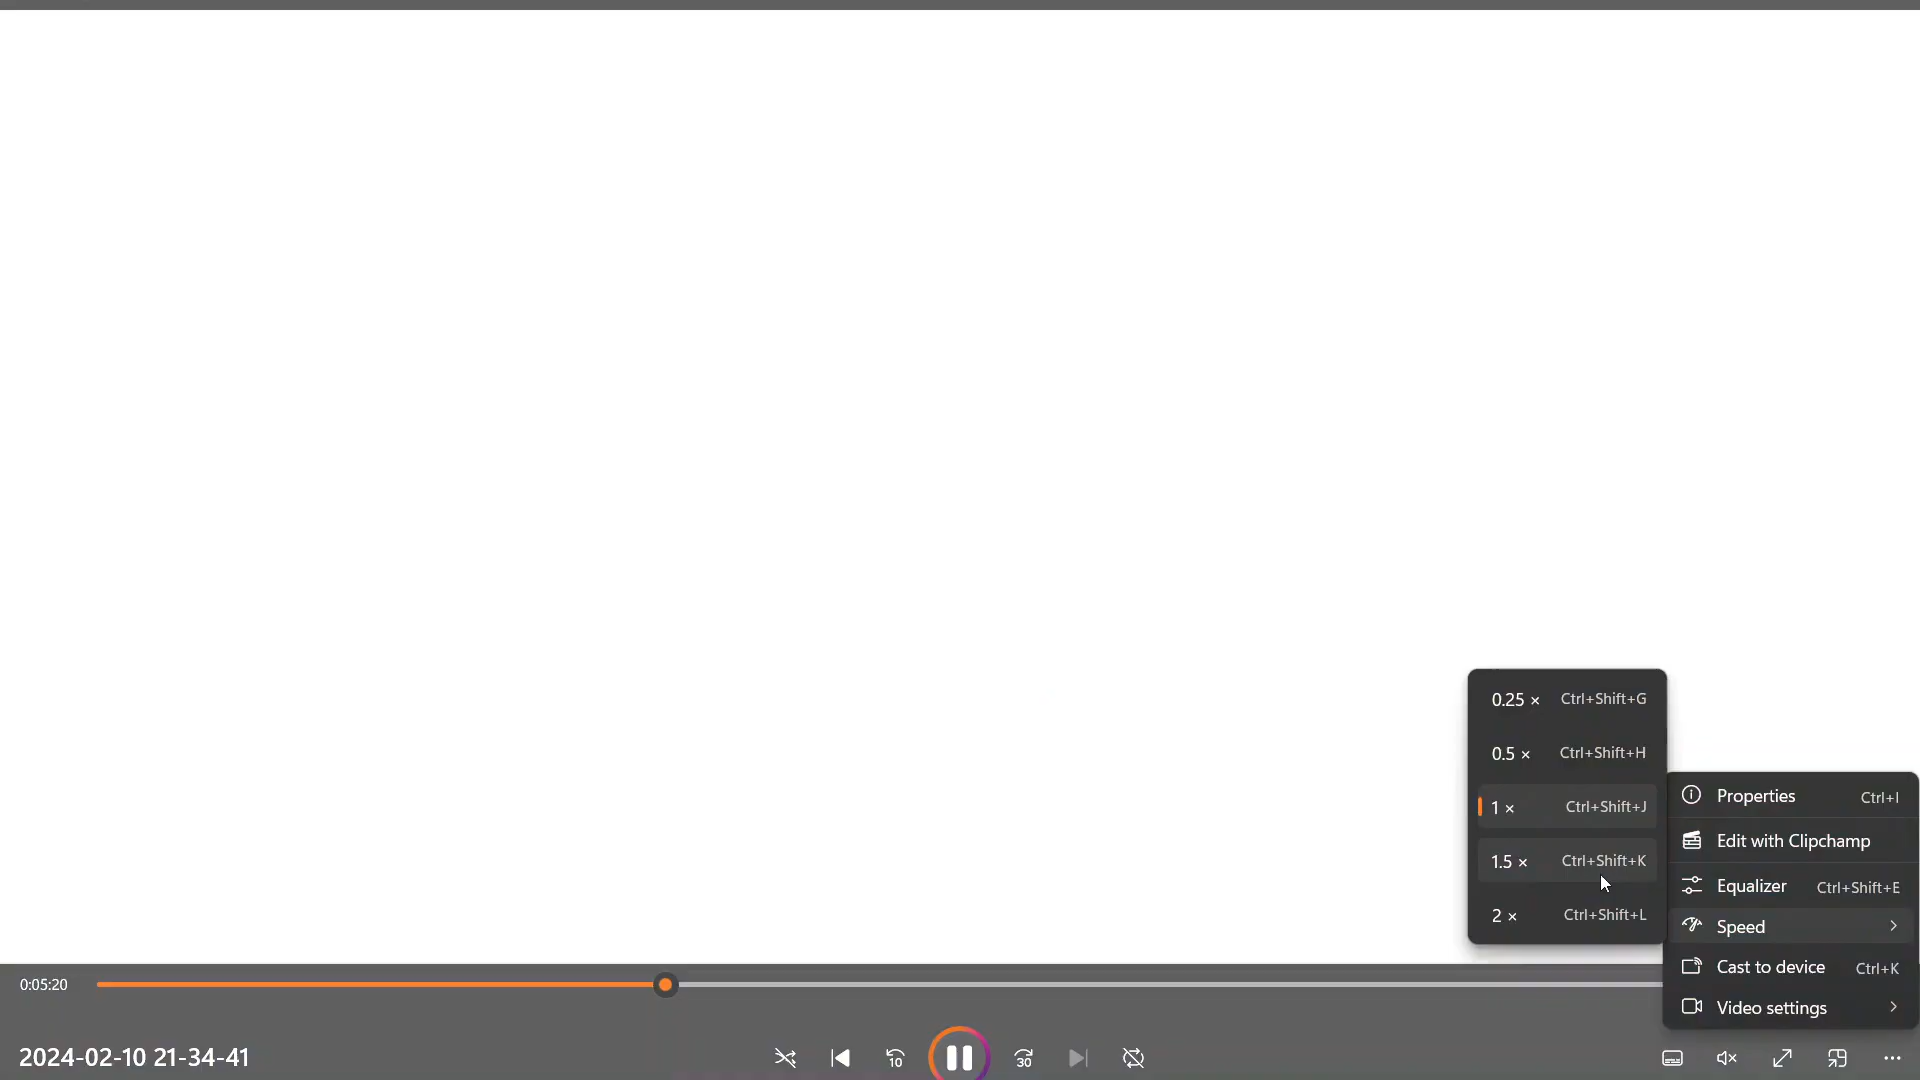 0.25 × Ctrl+Shift+G
0.5 × Ctrl+Shift+H
1 × Ctrl+Shift+J
1.5 × Ctrl+Shift+K
2 × Ctrl+Shift+L
Properties Ctrl+I
Edit with Clipchamp
Equalizer Ctrl+Shift+E
Speed
Cast to device Ctrl+K
Video settings
0:05:20
2024-02-10 21-34-41
10
30